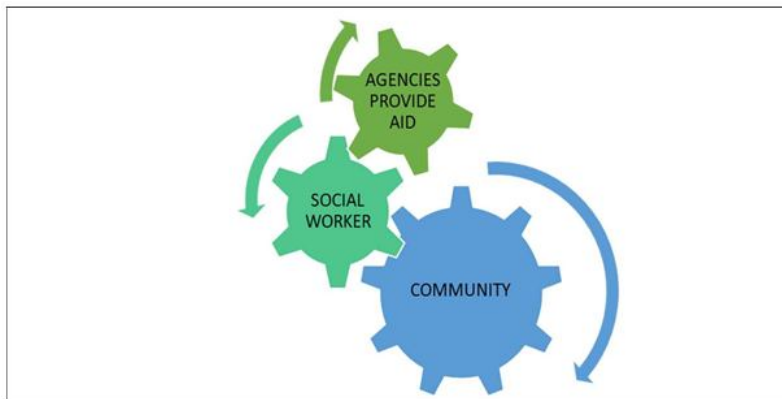 AGENCIES
PROVIDE
AID
SOCIAL
WORKER
COMMUNITY